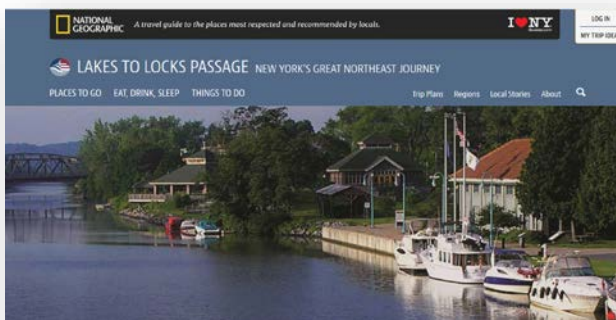 NATIONAL
GEOGRAPHIC
A travel guide to the places most respected and recommended by locals.
I NY
LOG IN
MY TRIP IDEA
LAKES TO LOCKS PASSAGE NEW YORK'S GREAT NORTHEAST JOURNEY
PLACES TO GO EAT, DRINK, SLEEP THINGS TO DO
Trip Plans Regions Local Stories About